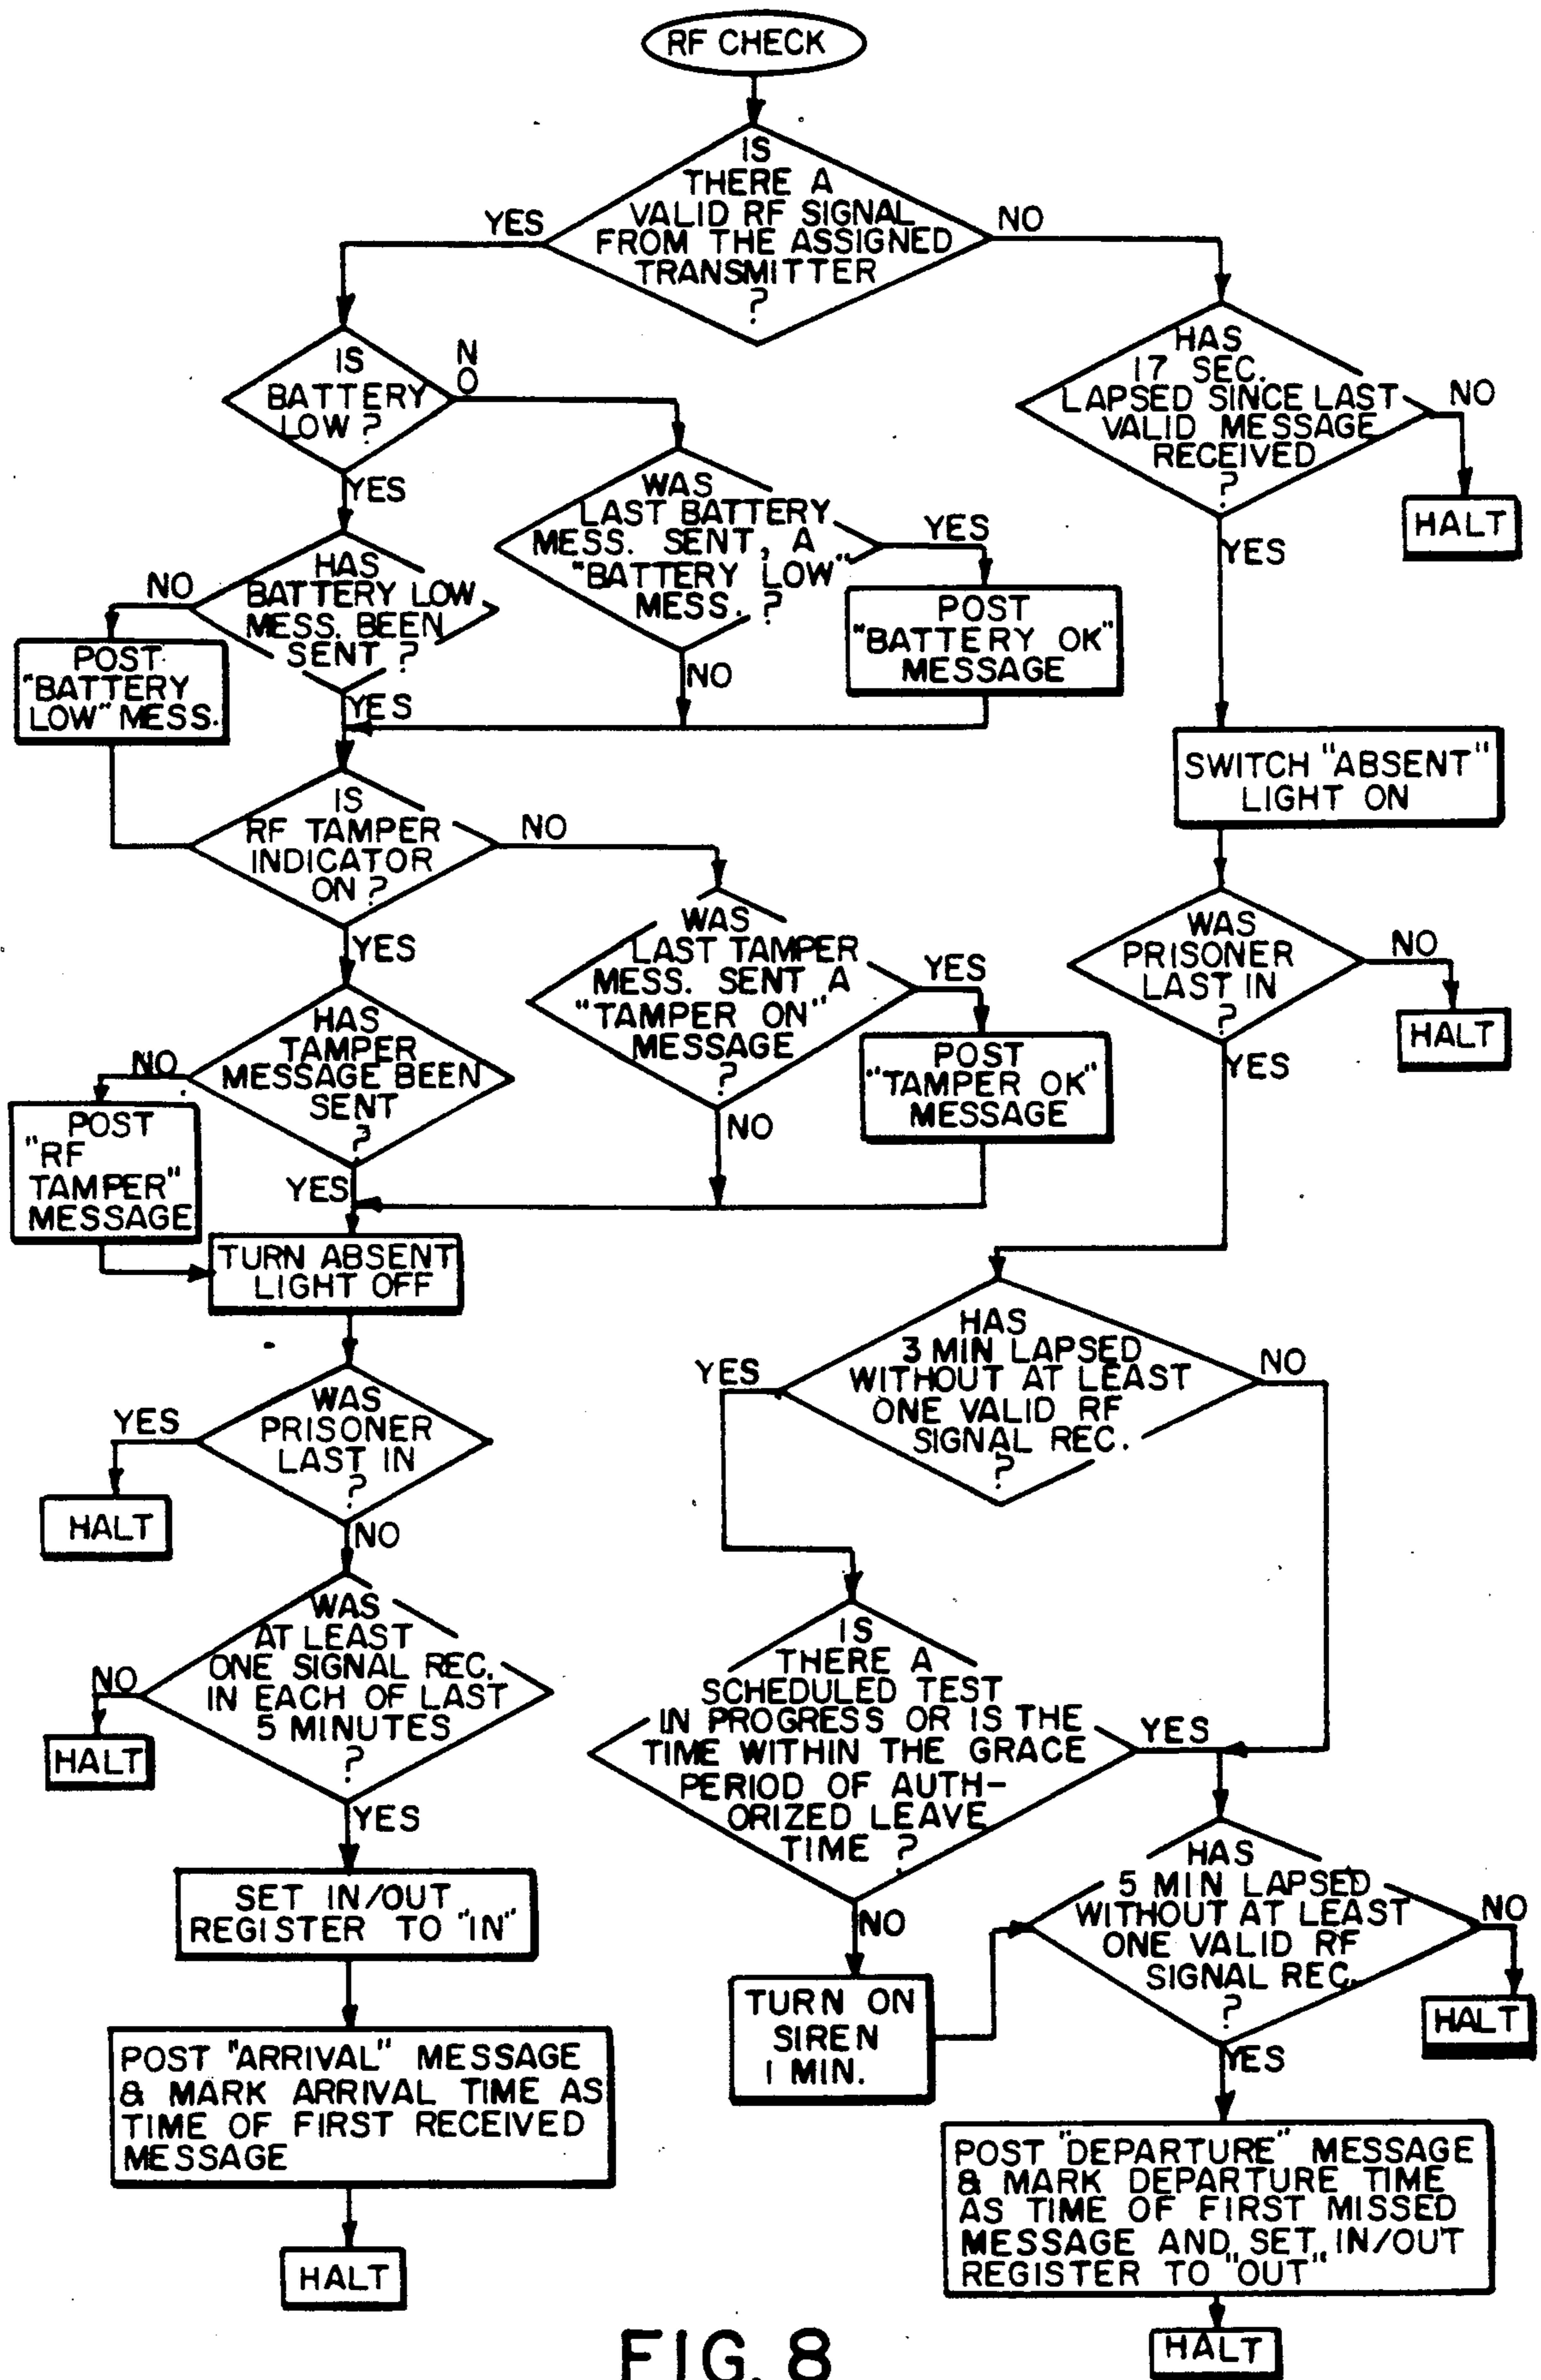 RF CHECK
IS
THERE A
VALID RF SIGNAL
FROM THE ASSIGNED
TRANSMITTER
?
YES
NO
IS
BATTERY
LOW ?
N
O
YES
HAS
17 SEC.
LAPSED SINCE LAST
VALID MESSAGE
RECEIVED
?
NO
HALT
YES
WAS
LAST BATTERY
MESS. SENT, A
"BATTERY LOW"
MESS. ?
YES
NO
POST
"BATTERY OK"
MESSAGE
HAS
BATTERY LOW
MESS. BEEN
SENT ?
NO
YES
POST
"BATTERY
LOW" MESS.
SWITCH "ABSENT"
LIGHT ON
IS
RF TAMPER
INDICATOR
ON ?
NO
YES
WAS
LAST TAMPER
MESS. SENT A
"TAMPER ON"
MESSAGE
?
YES
NO
POST
"TAMPER OK"
MESSAGE
WAS
PRISONER
LAST IN
?
NO
HALT
YES
HAS
TAMPER
MESSAGE BEEN
SENT
?
NO
YES
POST
"RF
TAMPER"
MESSAGE
TURN ABSENT
LIGHT OFF
HAS
3 MIN LAPSED
WITHOUT AT LEAST
ONE VALID RF
SIGNAL REC.
?
YES
NO
WAS
PRISONER
LAST IN
?
YES
HALT
NO
WAS
AT LEAST
ONE SIGNAL REC.
IN EACH OF LAST
5 MINUTES
?
NO
HALT
YES
IS
THERE A
SCHEDULED TEST
IN PROGRESS OR IS THE
TIME WITHIN THE GRACE
PERIOD OF AUTH-
ORIZED LEAVE
TIME ?
YES
NO
HAS
5 MIN LAPSED
WITHOUT AT LEAST
ONE VALID RF
SIGNAL REC.
?
NO
HALT
YES
SET IN/OUT
REGISTER TO "IN"
TURN ON
SIREN
1 MIN.
POST "ARRIVAL" MESSAGE
& MARK ARRIVAL TIME AS
TIME OF FIRST RECEIVED
MESSAGE
HALT
POST "DEPARTURE" MESSAGE
& MARK DEPARTURE TIME
AS TIME OF FIRST MISSED
MESSAGE AND SET IN/OUT
REGISTER TO "OUT"
HALT
FIG. 8